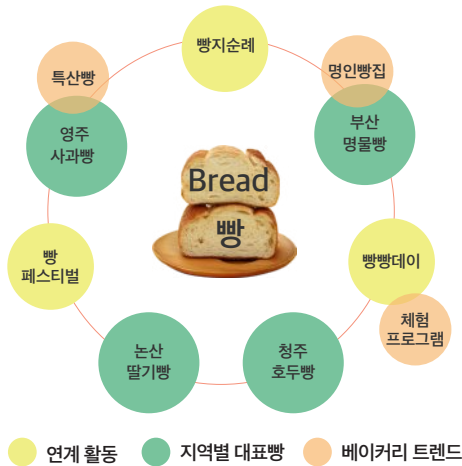 빵지순례
특산빵
명인빵집
영주
사과빵
부산
명물빵
Bread
빵
빵
페스티벌
빵빵데이
체험
프로그램
논산
딸기빵
청주
호두빵
연계 활동
지역별 대표빵
베이커리 트렌드